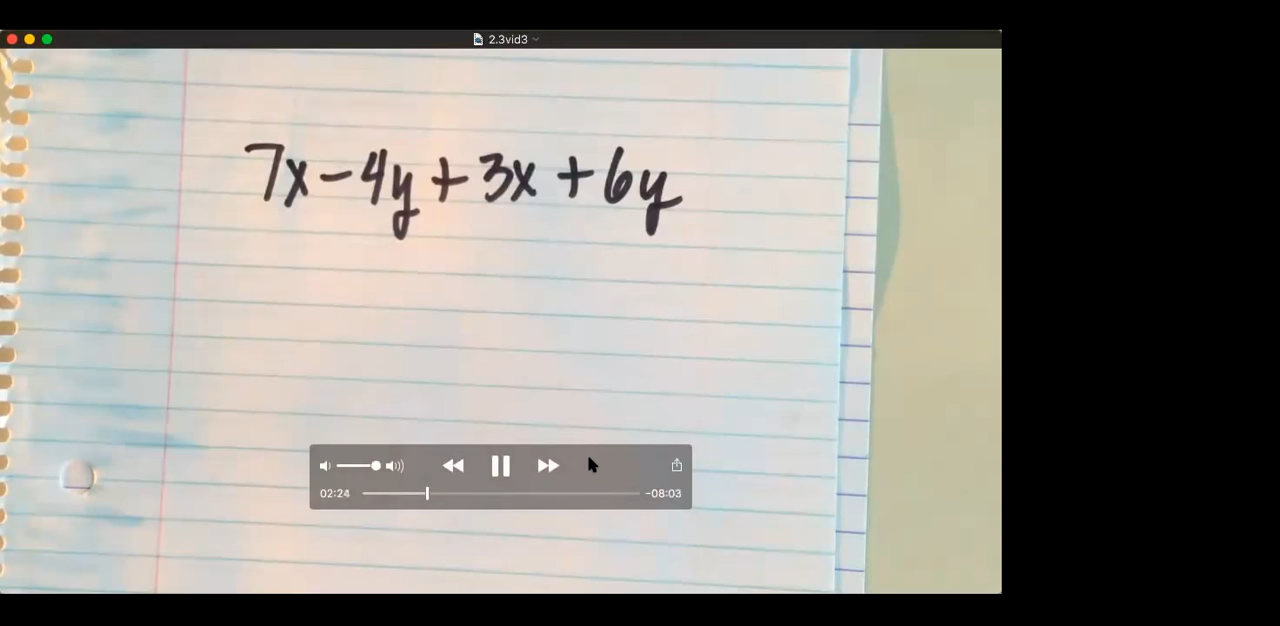 2.3vid3
7x - 4y + 3x + 6y
02:24
-08:03